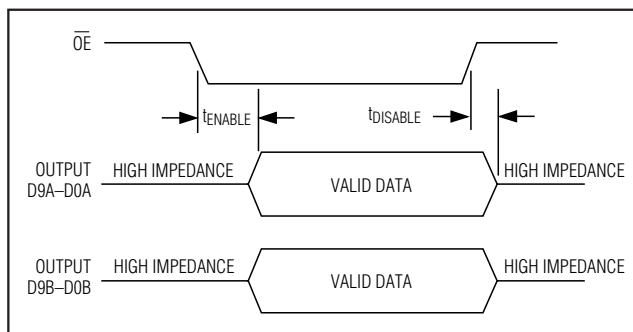 OE
tENABLE
tDISABLE
OUTPUT D9A–D0A
HIGH IMPEDANCE
VALID DATA
HIGH IMPEDANCE
OUTPUT D9B–D0B
HIGH IMPEDANCE
VALID DATA
HIGH IMPEDANCE